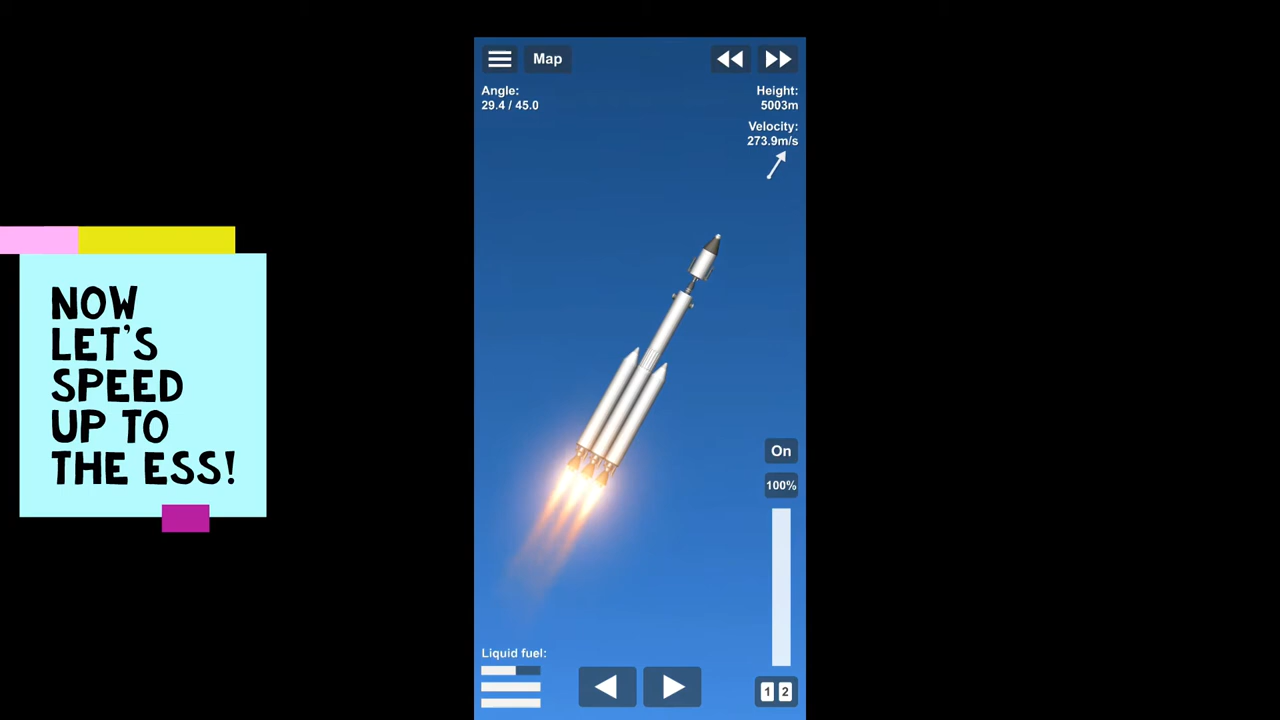 NOW
LET'S
SPEED
UP TO
THE ESS!
Map
Angle:
29.4 / 45.0
Height:
5003m
Velocity:
273.9m/s
On
100%
Liquid fuel:
1 2